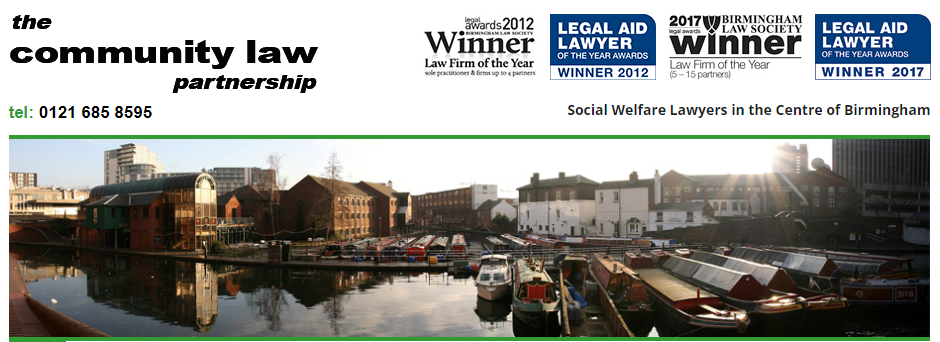 the
community law
partnership
tel: 0121 685 8595
legal awards 2012
BIRMINGHAM LAW SOCIETY
Winner
Law Firm of the Year
sole practitioner & firms up to 4 partners
LEGAL AID
LAWYER
OF THE YEAR AWARDS
WINNER 2012
2017 BIRMINGHAM
legal awards LAW SOCIETY
winner
Law Firm of the Year
(5 – 15 partners)
LEGAL AID
LAWYER
OF THE YEAR AWARDS
WINNER 2017
Social Welfare Lawyers in the Centre of Birmingham